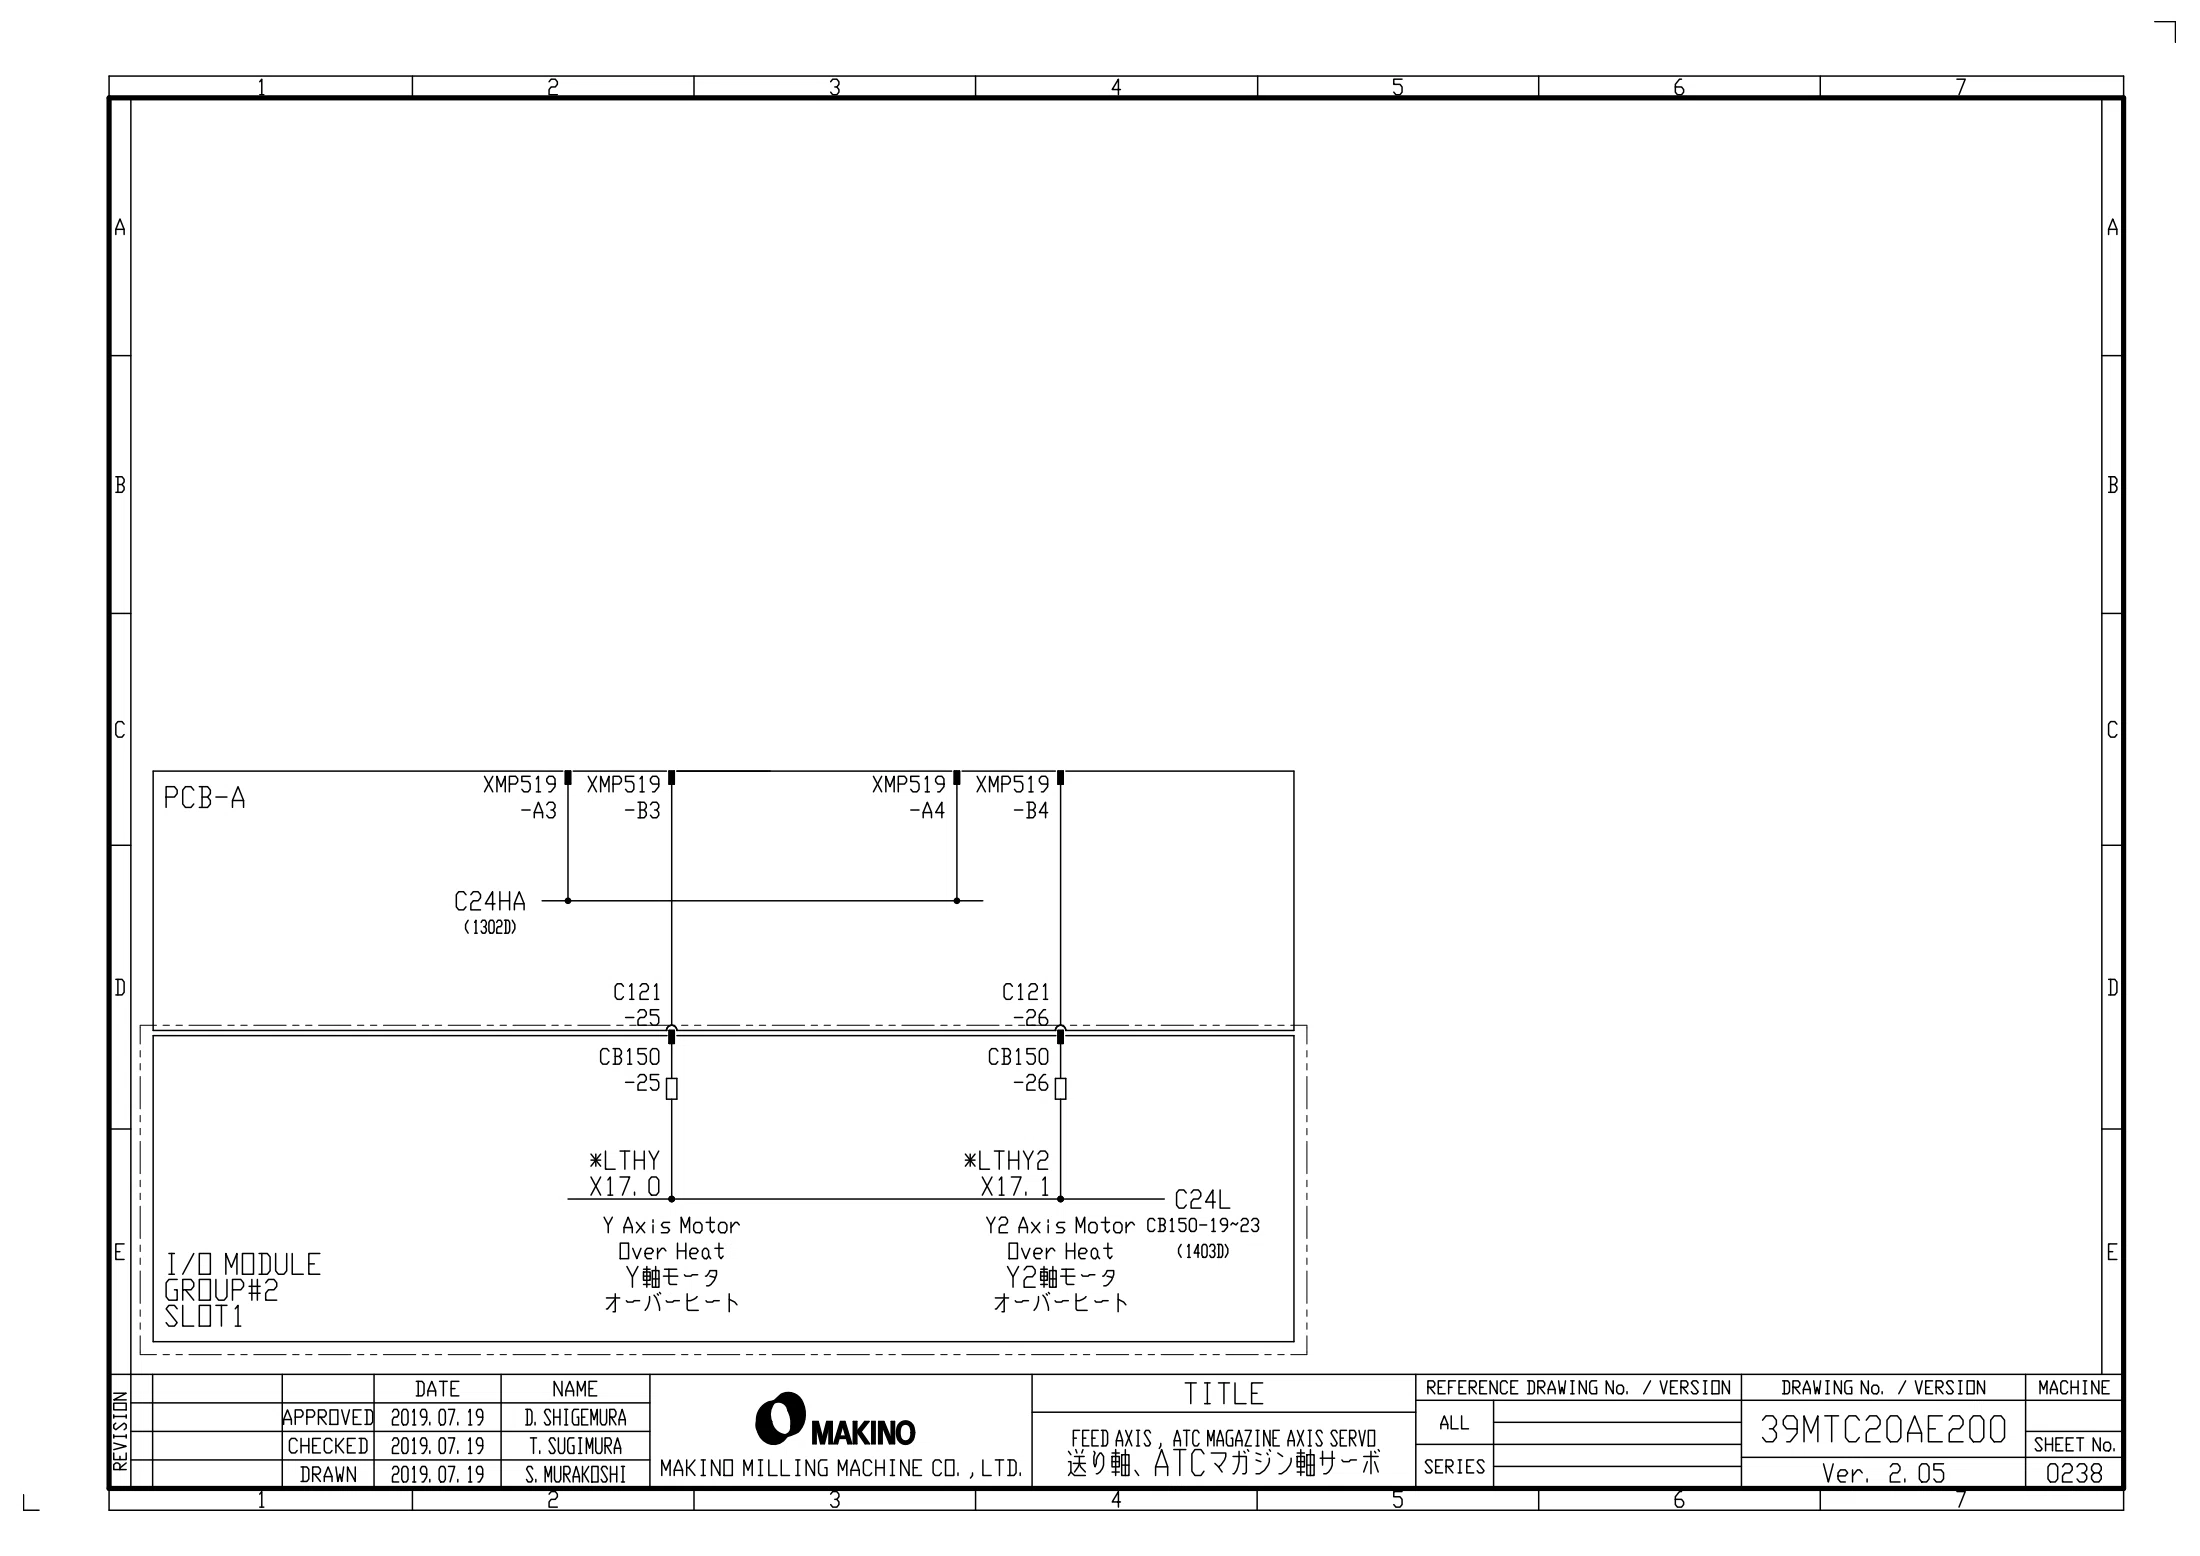 1 2 3 4 5 6 7
A A
B B
C C
D D
E E
PCB-A
XMP519 XMP519 XMP519 XMP519
-A3 -B3 -A4 -B4
C24HA
(1302D)
C121 C121
-25 -26
CB150 CB150
-25 -26
*LTHY *LTHY2
X17.0 X17.1
C24L
Y Axis Motor Y2 Axis Motor CB150-19~23
Over Heat Over Heat (1403D)
Y軸モータ Y2軸モータ
オーバーヒート オーバーヒート
I/O MODULE
GROUP#2
SLOT1
REVISION
DATE NAME
APPROVED 2019.07.19 D. SHIGEMURA
CHECKED 2019.07.19 T. SUGIMURA
DRAWN 2019.07.19 S. MURAKOSHI
MAKINO
MAKINO MILLING MACHINE CO.,LTD.
TITLE
FEED AXIS , ATC MAGAZINE AXIS SERVO
送り軸、ATCマガジン軸サーボ
REFERENCE DRAWING No. / VERSION
ALL
SERIES
DRAWING No. / VERSION
39MTC20AE200
Ver. 2.05
MACHINE
SHEET No.
0238
1 2 3 4 5 6 7